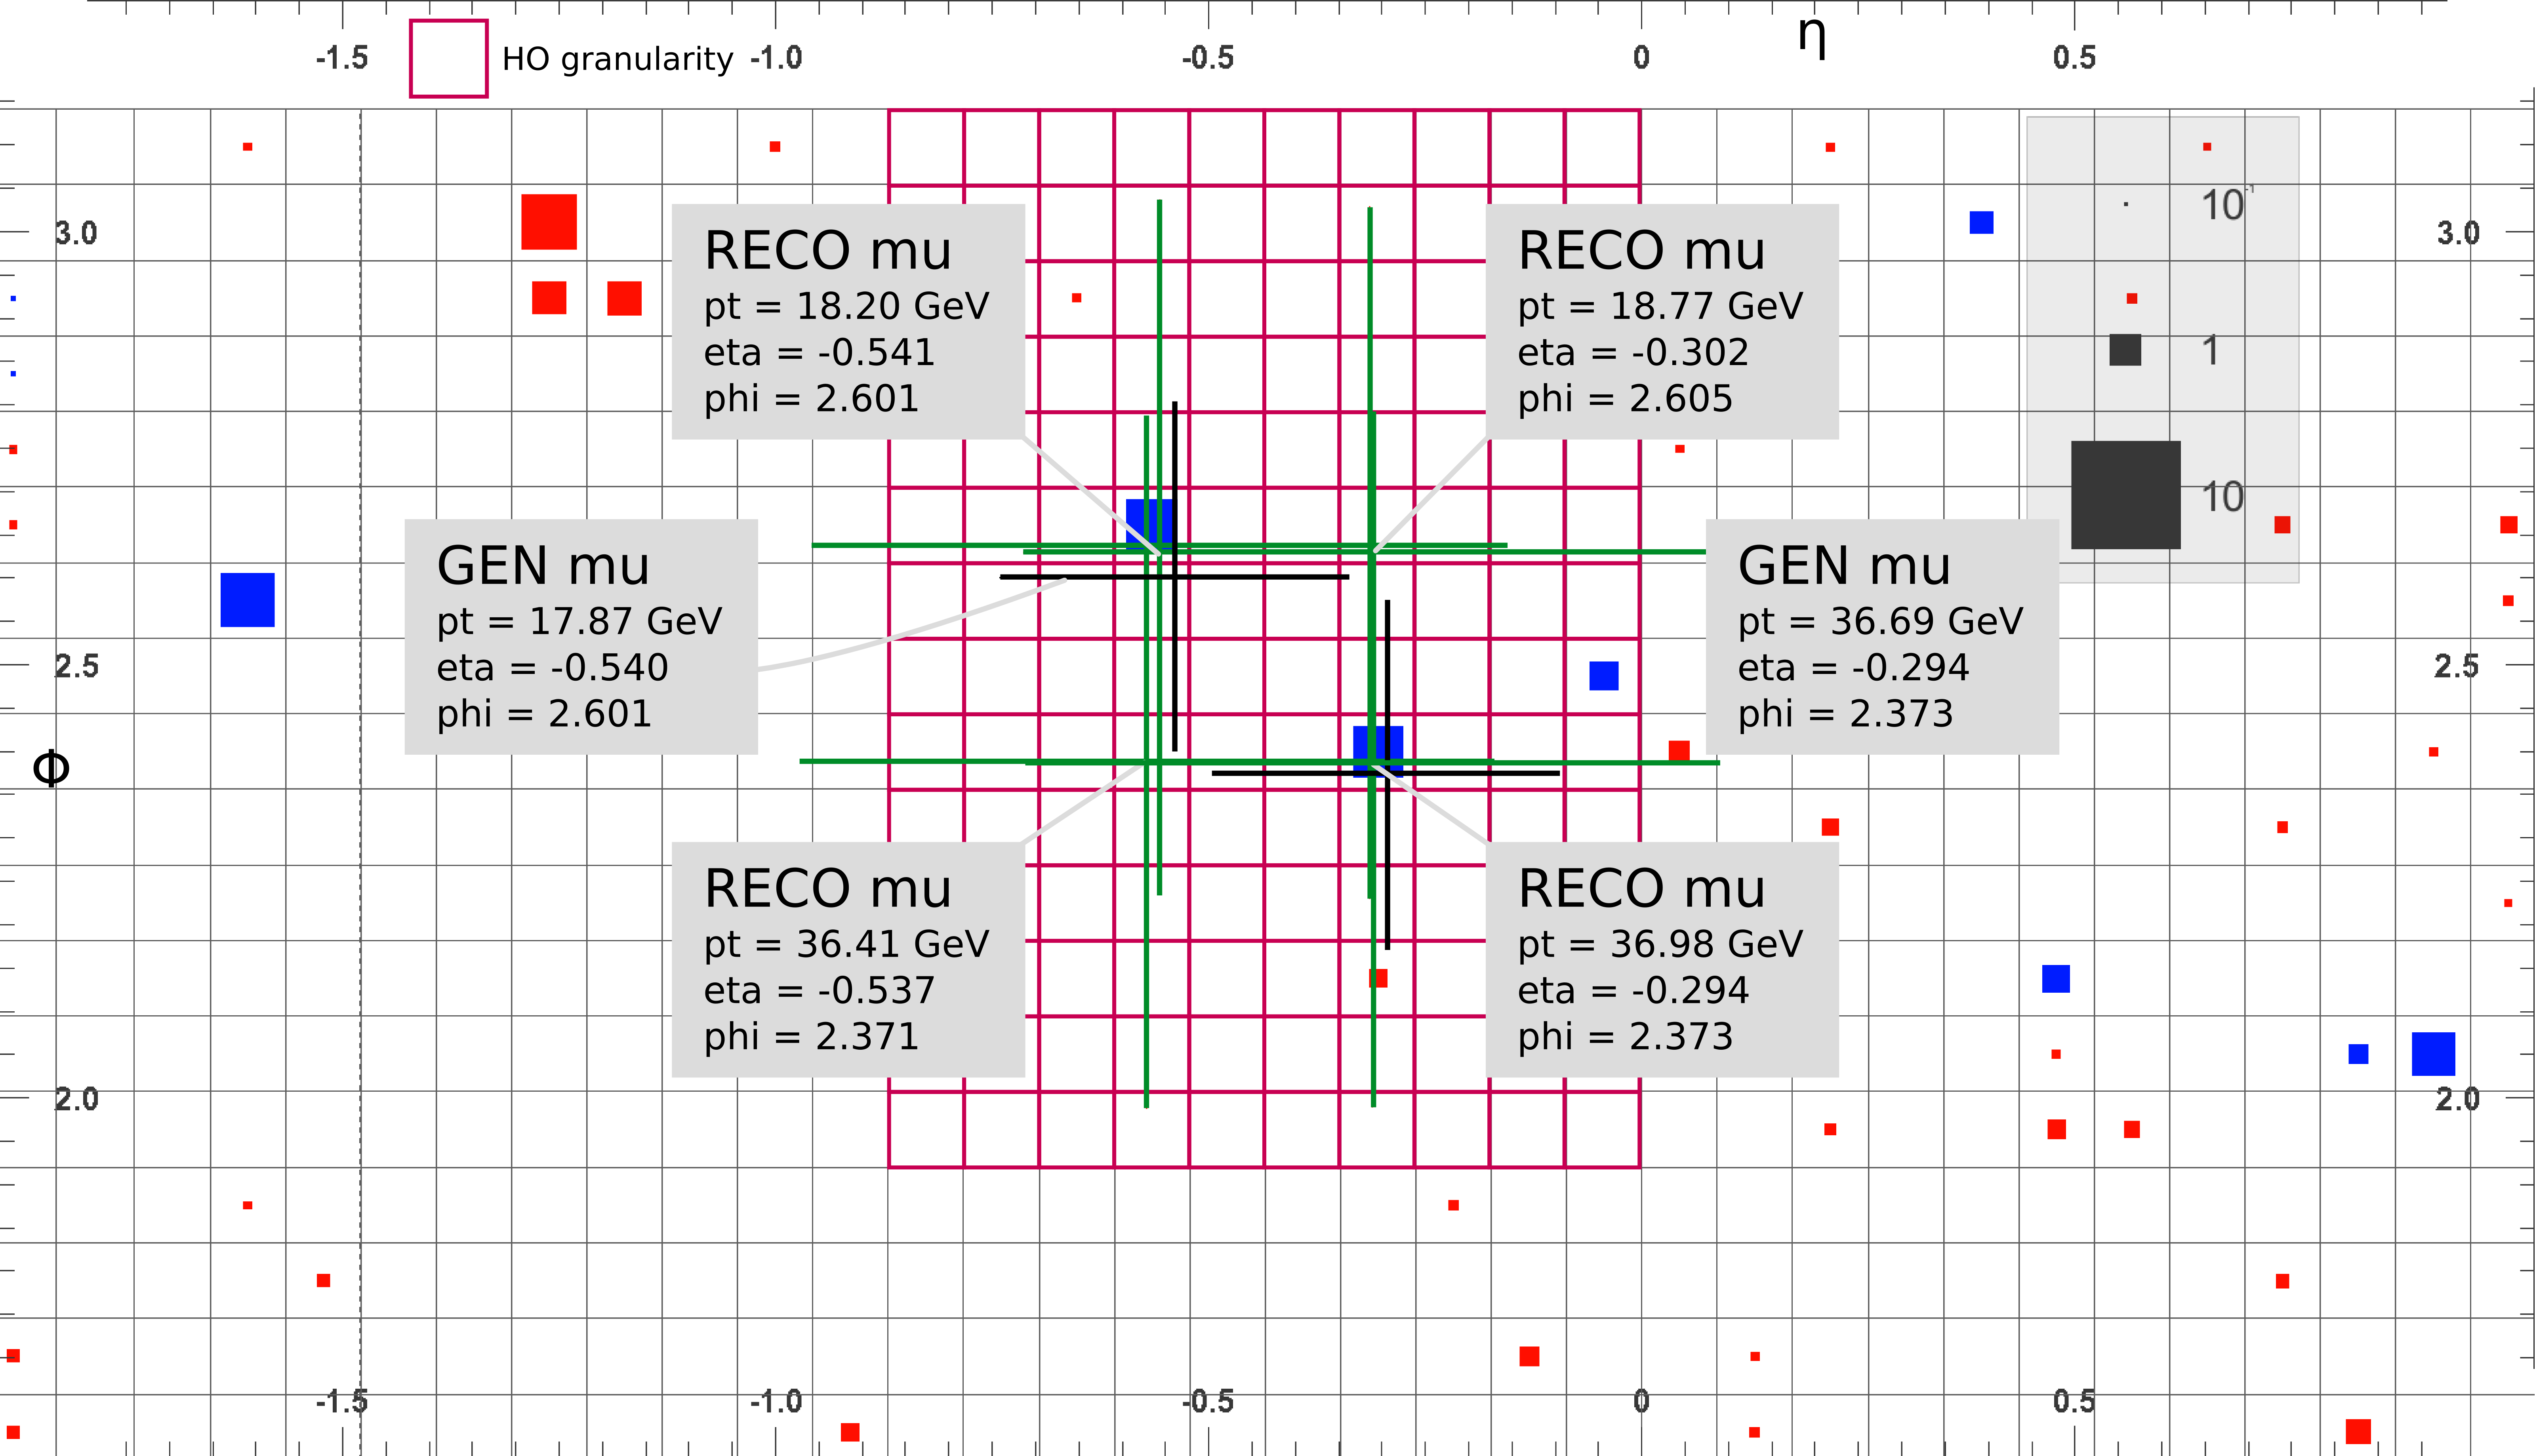 η
-1.5
HO granularity
-1.0
-0.5
0
0.5
3.0
3.0
10-1
1
10
RECO mu
pt = 18.20 GeV
eta = -0.541
phi = 2.601
RECO mu
pt = 18.77 GeV
eta = -0.302
phi = 2.605
GEN mu
pt = 17.87 GeV
eta = -0.540
phi = 2.601
GEN mu
pt = 36.69 GeV
eta = -0.294
phi = 2.373
2.5
2.5
Φ
RECO mu
pt = 36.41 GeV
eta = -0.537
phi = 2.371
RECO mu
pt = 36.98 GeV
eta = -0.294
phi = 2.373
2.0
2.0
-1.5
-1.0
-0.5
0
0.5